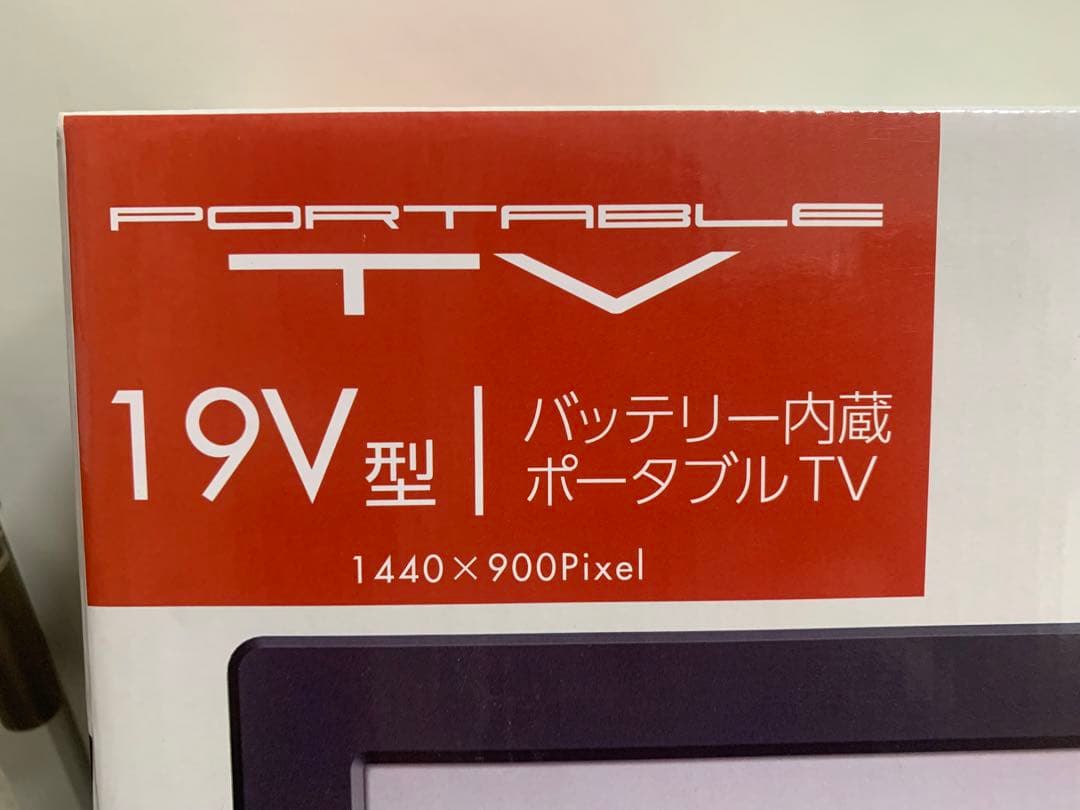 PORTABLE
TV
19V型
バッテリー内蔵
ポータブルTV
1440×900Pixel